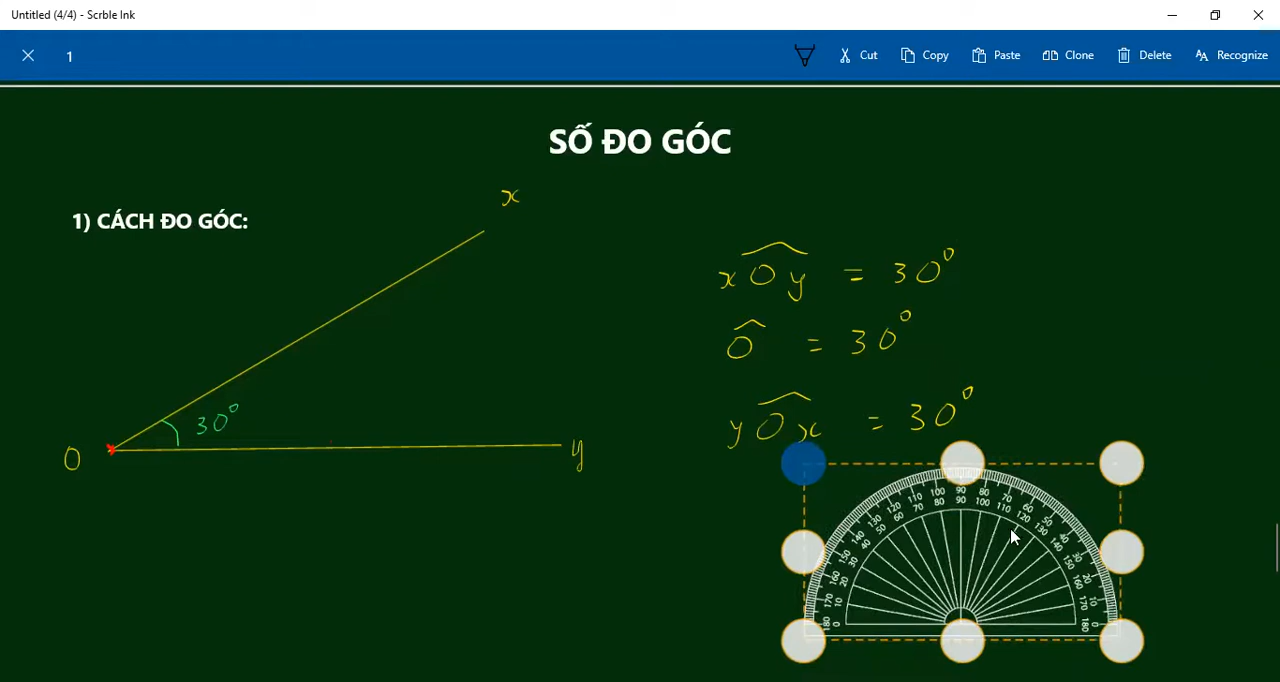 Untitled (4/4) - Scrble Ink
1 Cut Copy Paste Clone Delete Recognize
SỐ ĐO GÓC
x
1) CÁCH ĐO GÓC:
xOy = 30°
O = 30°
30°
yOx = 30°
O
y